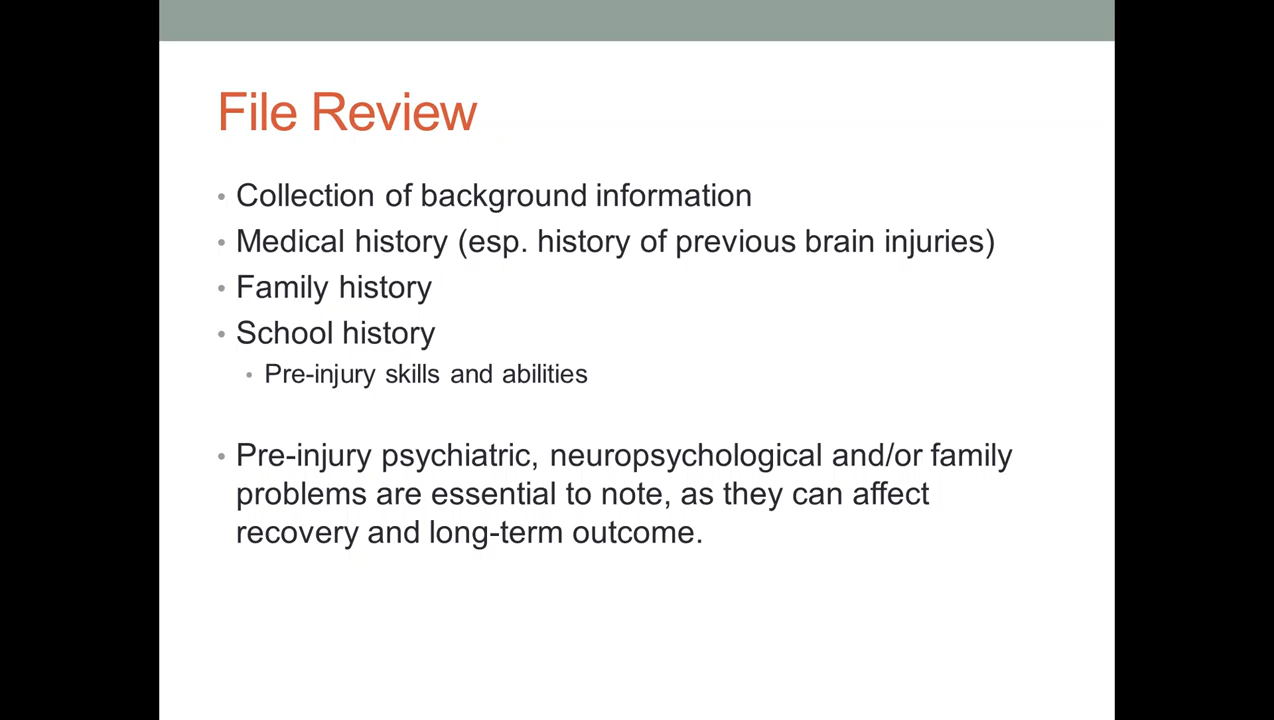 File Review
• Collection of background information
• Medical history (esp. history of previous brain injuries)
• Family history
• School history
• Pre-injury skills and abilities
• Pre-injury psychiatric, neuropsychological and/or family
problems are essential to note, as they can affect
recovery and long-term outcome.